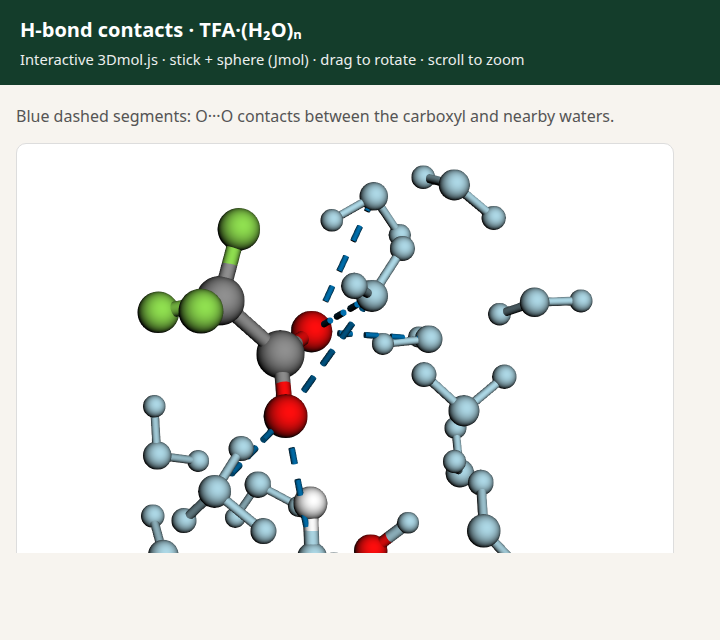 H-bond contacts · TFA·(H₂O)ₙ
Interactive 3Dmol.js · stick + sphere (Jmol) · drag to rotate · scroll to zoom
Blue dashed segments: O···O contacts between the carboxyl and nearby waters.